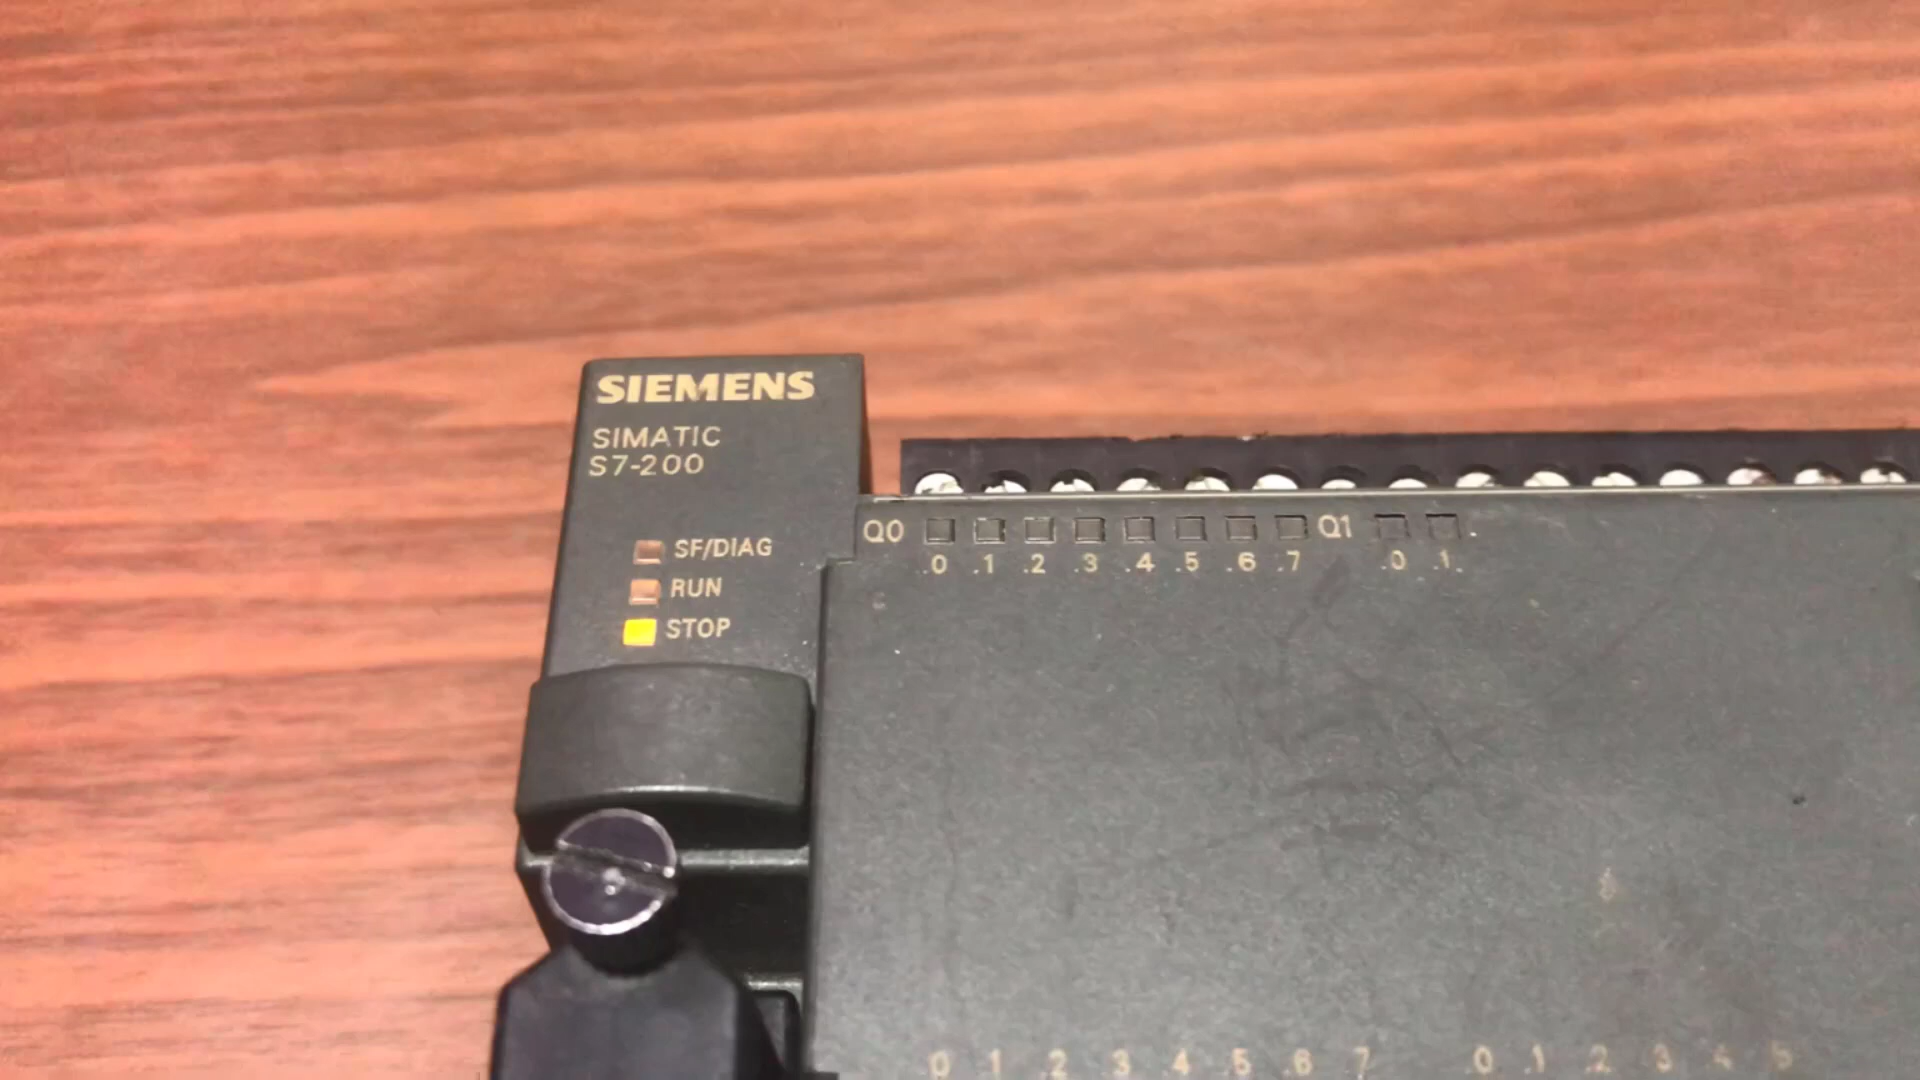 SIEMENS
SIMATIC
S7-200
SF/DIAG
RUN
STOP
Q0 Q1
.0 .1 .2 .3 .4 .5 .6 .7 .0 .1
.0 .1 .2 .3 .4 .5 .6 .7 .0 .1 .2 .3 .4 .5